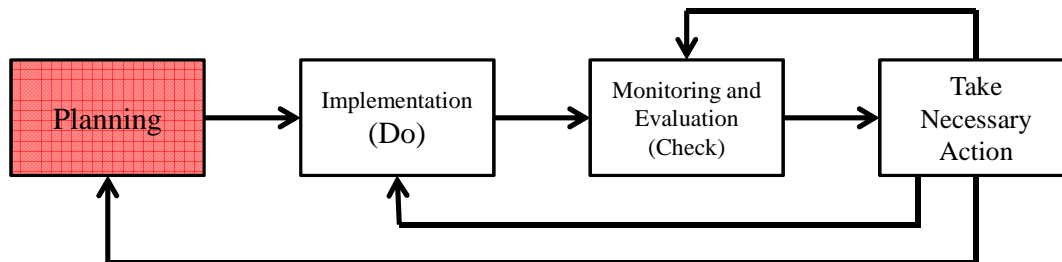 Planning
Implementation
(Do)
Monitoring and
Evaluation
(Check)
Take
Necessary
Action